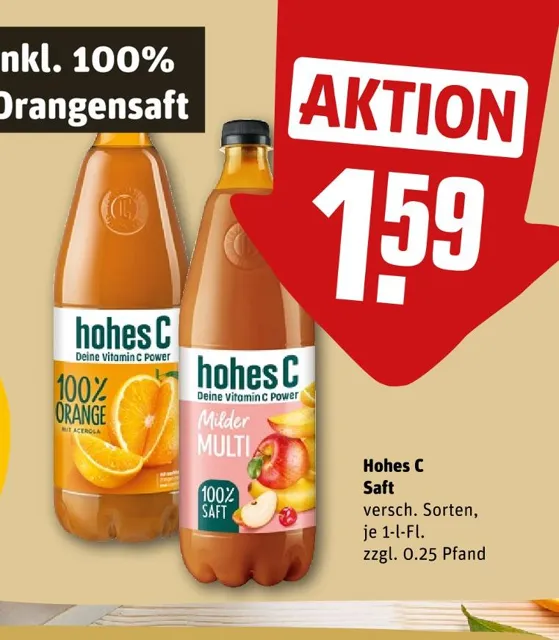 nkl. 100%
Orangensaft
AKTION
1.59
hohes C
Deine Vitamin C Power
100%
ORANGE
MIT ACEROLA
hohes C
Deine Vitamin C Power
Milder
MULTI
100%
SAFT
Hohes C
Saft
versch. Sorten,
je 1-l-Fl.
zzgl. 0.25 Pfand